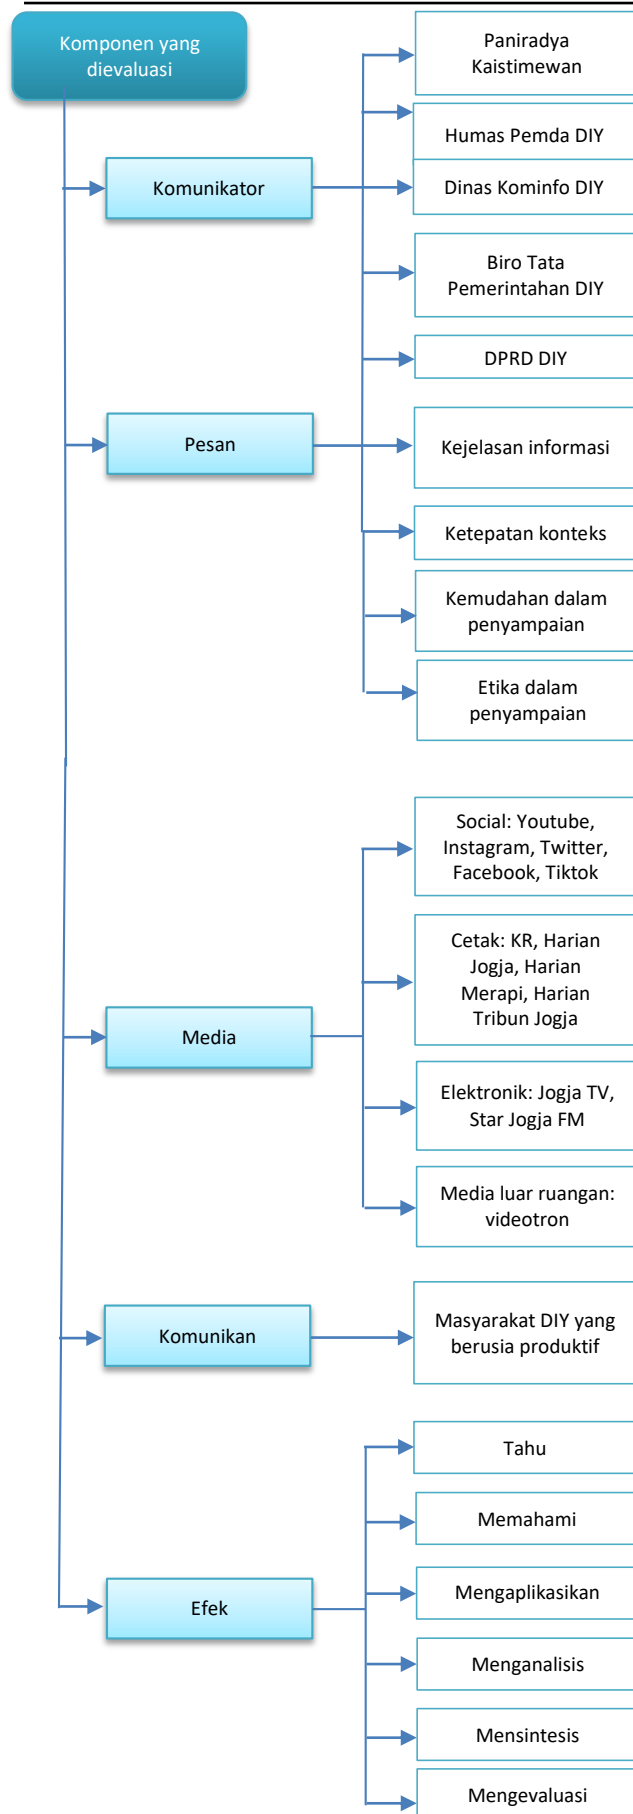 Komponen yang
dievaluasi
Komunikator
Paniradya
Kaistimewan
Humas Pemda DIY
Dinas Kominfo DIY
Biro Tata
Pemerintahan DIY
DPRD DIY
Pesan
Kejelasan informasi
Ketepatan konteks
Kemudahan dalam
penyampaian
Etika dalam
penyampaian
Media
Social: Youtube,
Instagram, Twitter,
Facebook, Tiktok
Cetak: KR, Harian
Jogja, Harian
Merapi, Harian
Tribun Jogja
Elektronik: Jogja TV,
Star Jogja FM
Media luar ruangan:
videotron
Komunikan
Masyarakat DIY yang
berusia produktif
Efek
Tahu
Memahami
Mengaplikasikan
Menganalisis
Mensintesis
Mengevaluasi